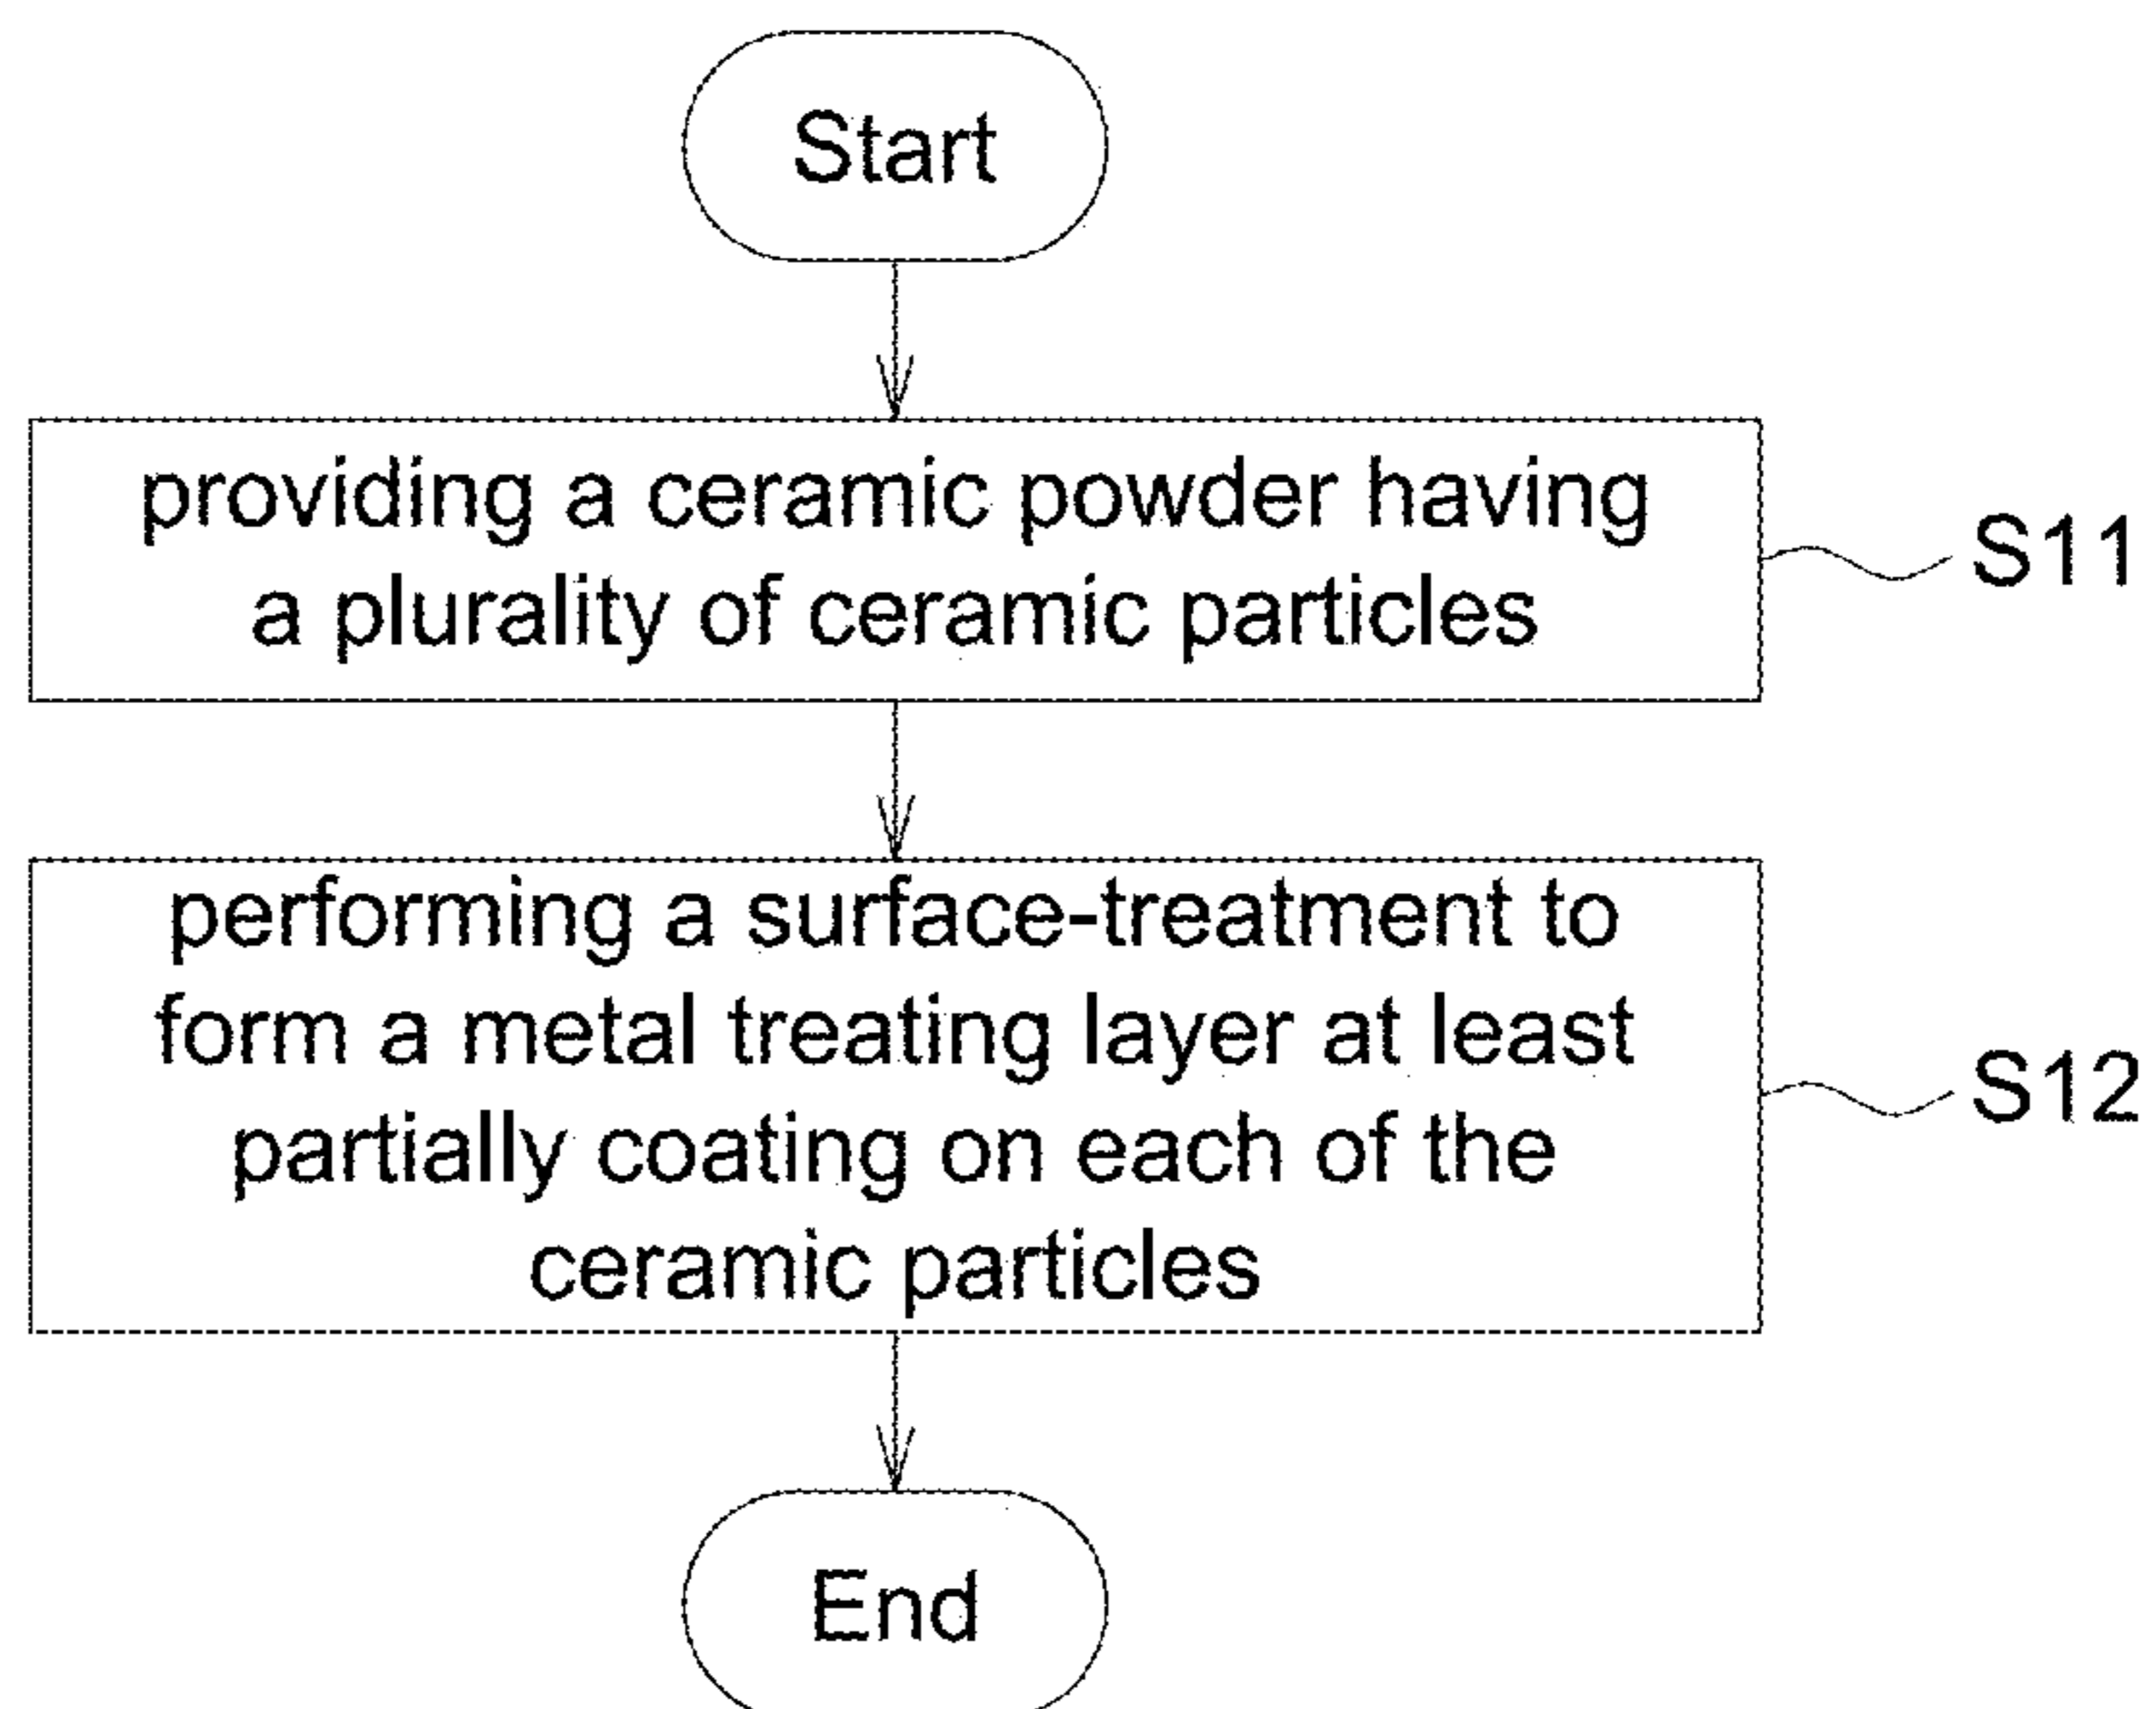 Start
providing a ceramic powder having
a plurality of ceramic particles
S11
performing a surface-treatment to
form a metal treating layer at least
partially coating on each of the
ceramic particles
S12
End